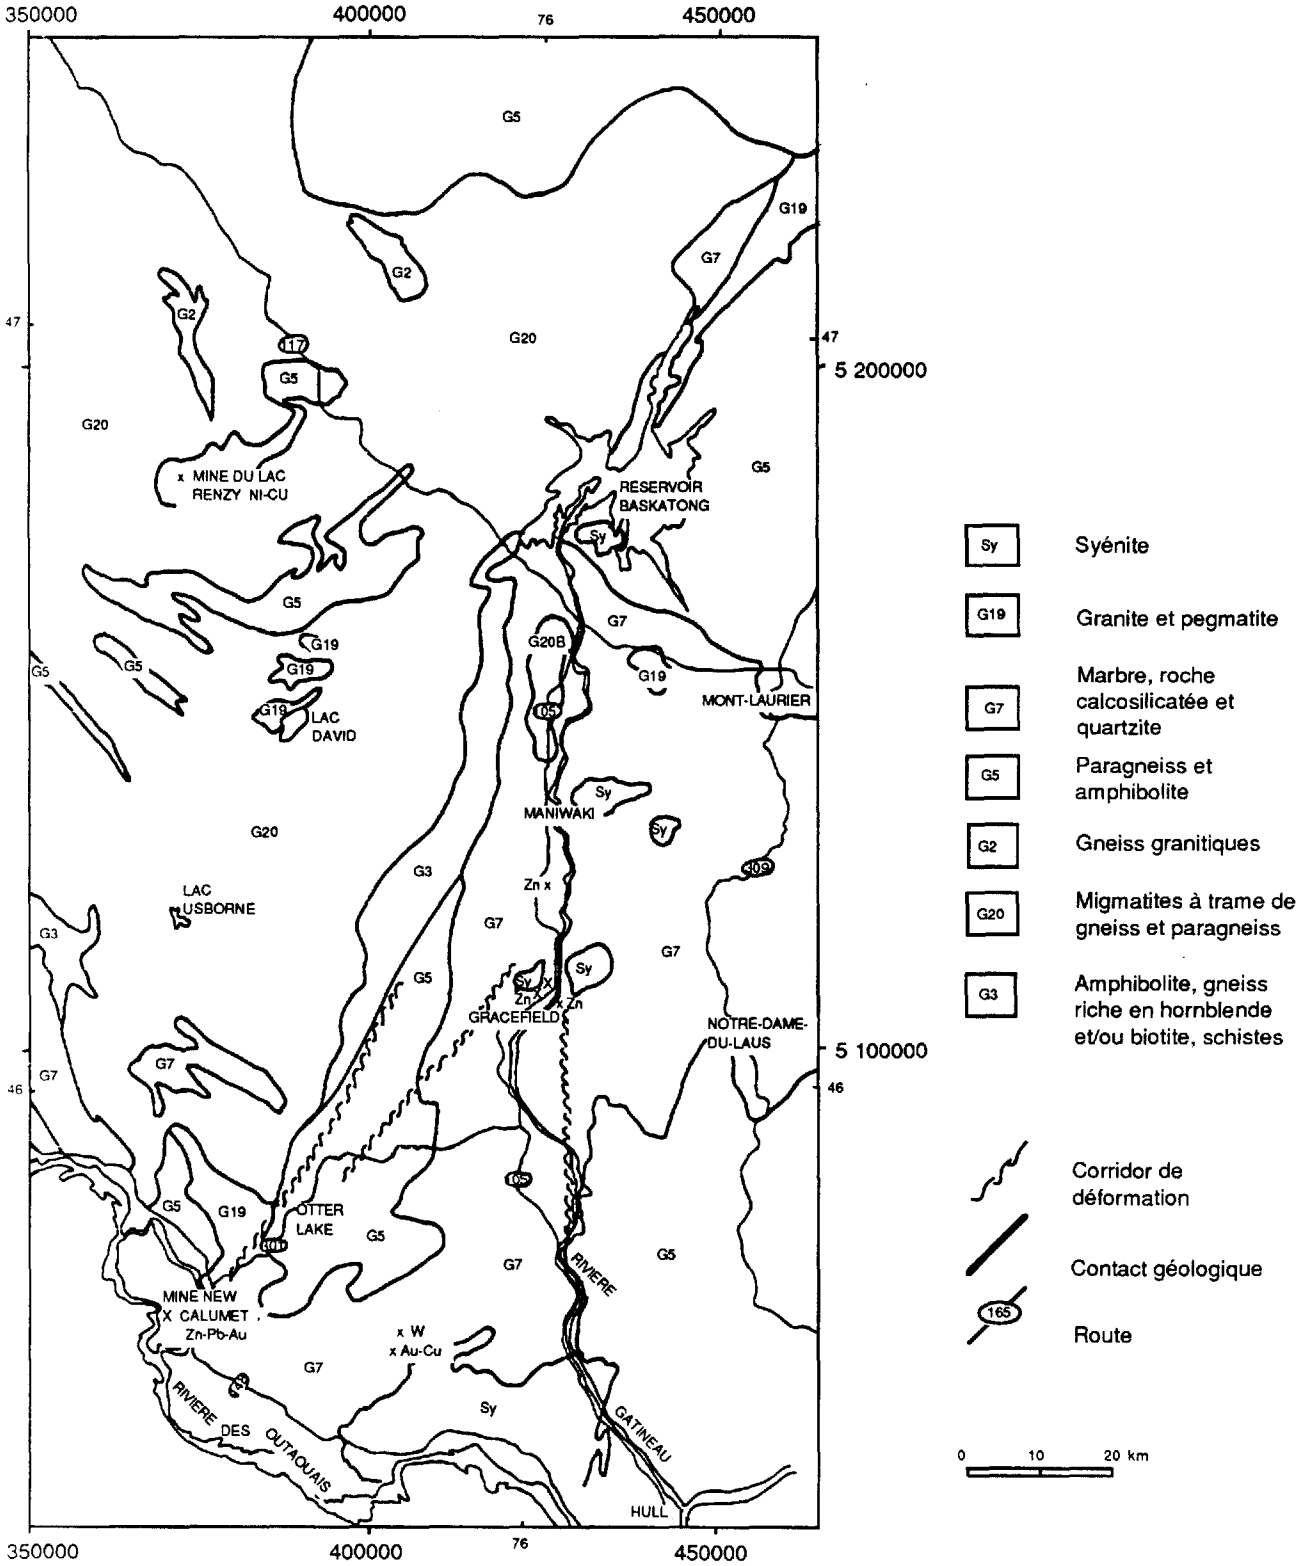 350000
400000
76
450000
G5
G19
G7
G2
G2
47
G20
47
117
5 200000
G5
G20
G5
x MINE DU LAC
RENZY NI-CU
RESERVOIR
BASKATONG
Sy
Sy
Syénite
G5
G19
Granite et pegmatite
G7
G20B
G19
G5
G5
G19
G19
G19
LAC
DAVID
105
MONT-LAURIER
G7
Marbre, roche
calcosilicatée et
quartzite
G5
Paragneiss et
amphibolite
Sy
MANIWAKI
Sy
G20
G2
Gneiss granitiques
G3
309
Zn x
LAC
USBORNE
G7
G20
Migmatites à trame de
gneiss et paragneiss
G3
G7
G5
Sy
Sy
Zn
x Zn
GRACEFIELD
G3
Amphibolite, gneiss
riche en hornblende
et/ou biotite, schistes
NOTRE-DAME-
DU-LAUS
5 100000
G7
G7
46
46
105
Corridor de
déformation
G5
G19
OTTER
LAKE
301
G5
G5
G7
RIVIERE
Contact géologique
MINE NEW
X CALUMET
Zn-Pb-Au
165
Route
x W
x Au-Cu
G7
148
RIVIERE
DES
OUTAOUAIS
Sy
GATINEAU
0 10 20 km
HULL
350000
400000
76
450000